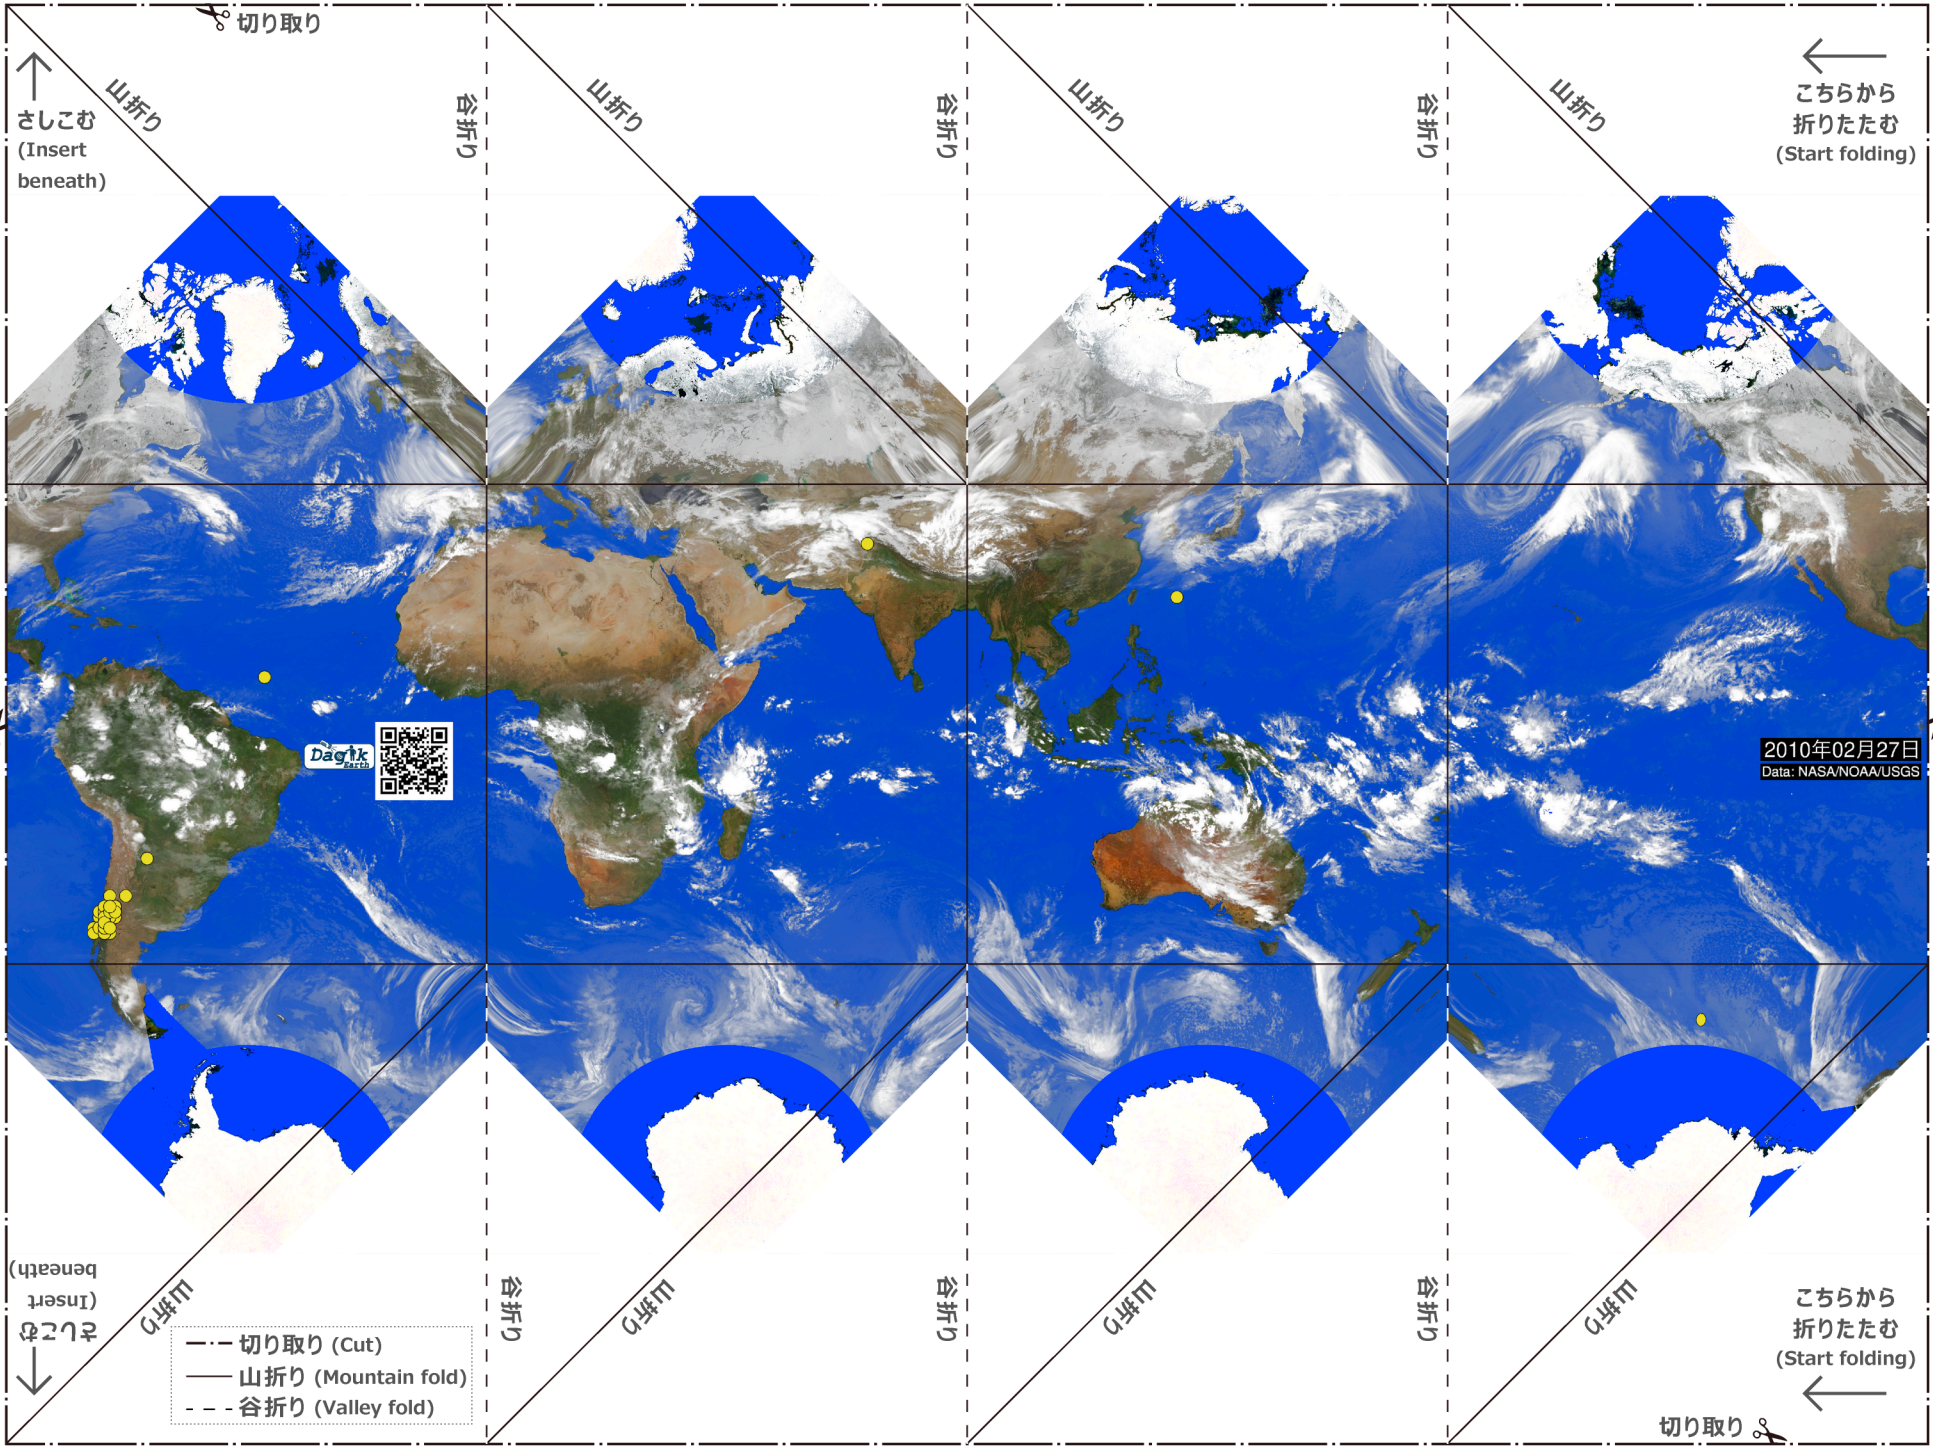 切り取り
山折り
谷折り
山折り
谷折り
山折り
谷折り
山折り
こちらから
折りたたむ
(Start folding)
さしこむ
(Insert
beneath)
Dagik
Earth
2010年02月27日
Data: NASA/NOAA/USGS
さしこむ
(Insert
beneath)
山折り
谷折り
山折り
谷折り
山折り
谷折り
山折り
こちらから
折りたたむ
(Start folding)
切り取り (Cut)
山折り (Mountain fold)
谷折り (Valley fold)
切り取り